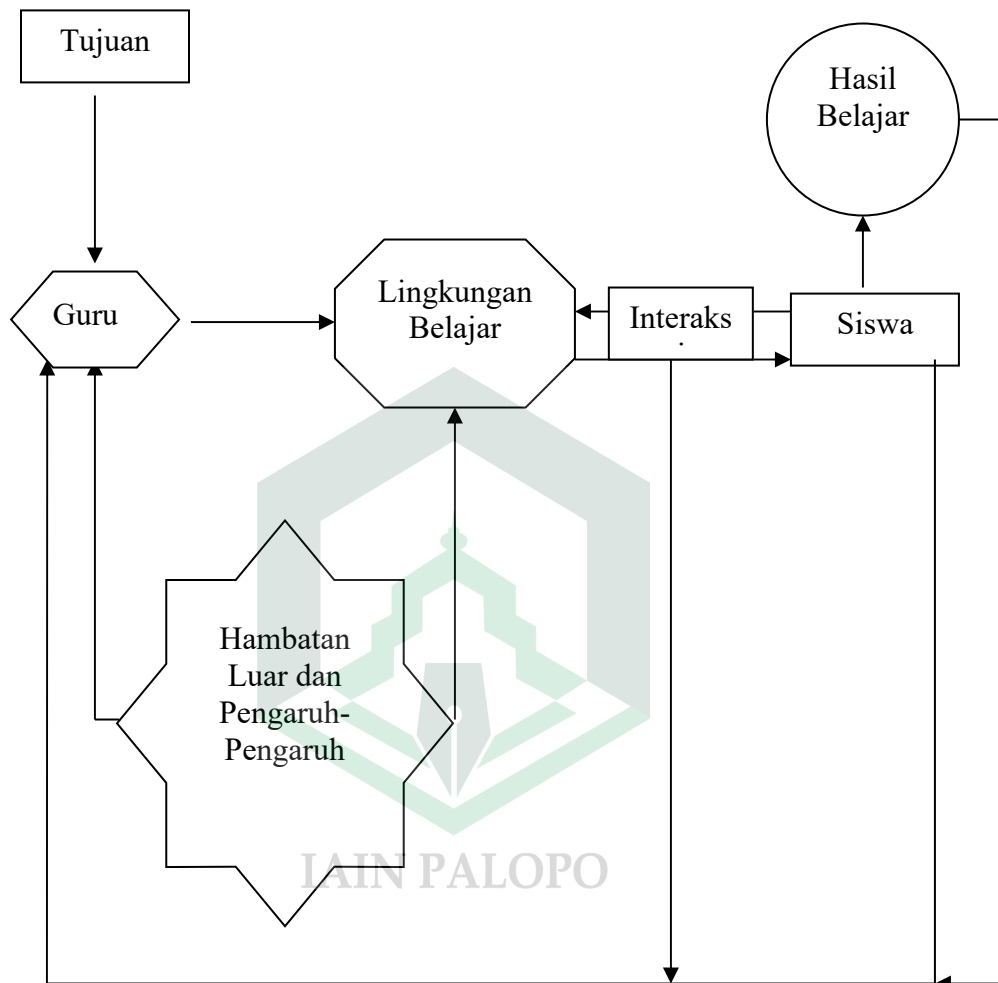 Tujuan
Hasil
Belajar
Guru
Lingkungan
Belajar
Interaks
Siswa
Hambatan
Luar dan
Pengaruh-
Pengaruh
IAIN PALOPO